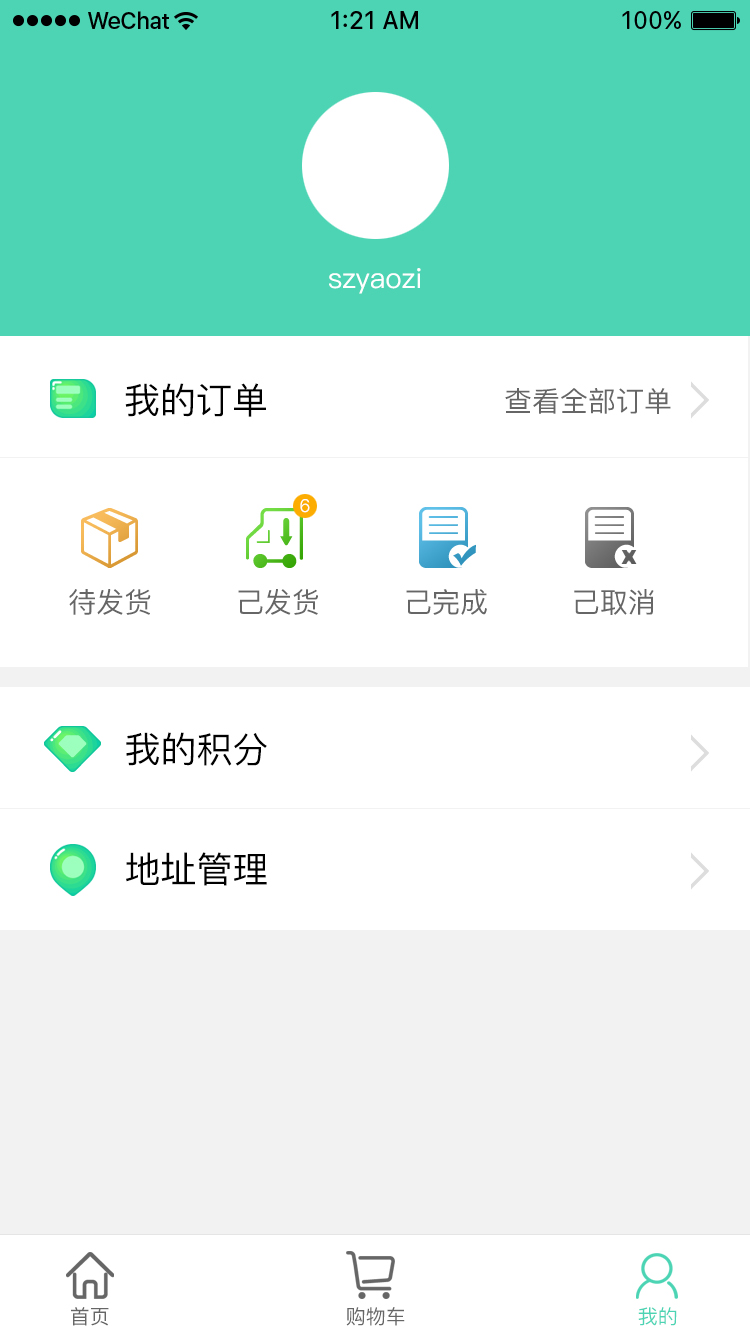 WeChat 1:21 AM 100%
szyaozi
我的订单 查看全部订单
6
待发货 己发货 己完成 己取消
我的积分
地址管理
首页 购物车 我的